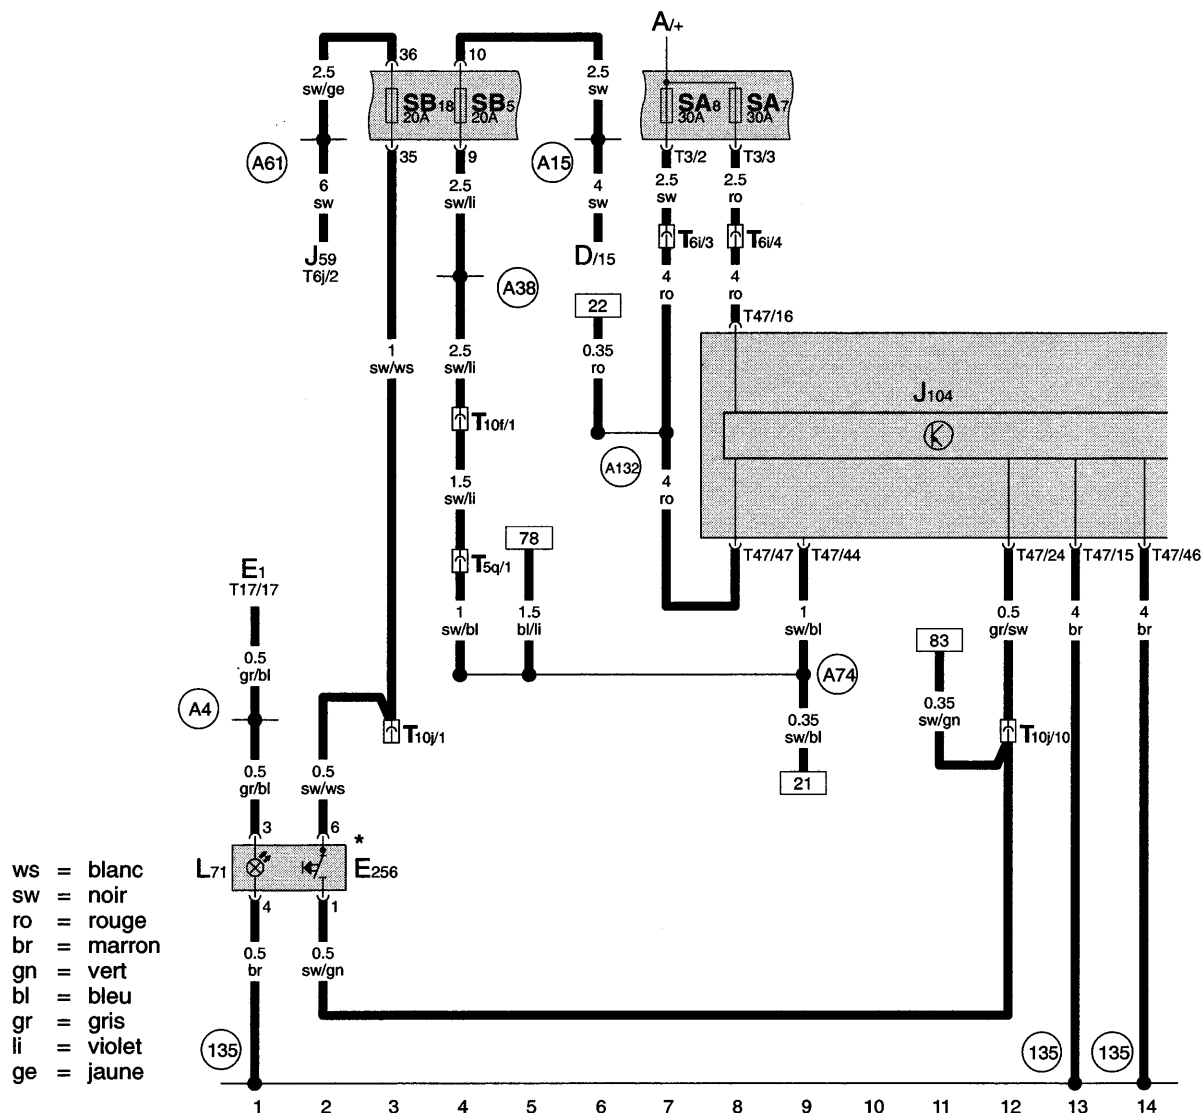 A/+
36
10
2.5
sw/ge
2.5
sw
SB18
20A
SB5
20A
SA8
30A
SA7
30A
A61
35
9
A15
T3/2
T3/3
6
sw
2.5
sw/li
4
sw
2.5
sw
2.5
ro
J59
T6j/2
D/15
T6i/3
T6i/4
A38
22
4
ro
4
ro
T47/16
1
sw/ws
2.5
sw/li
0.35
ro
J104
T10f/1
A132
1.5
sw/li
4
ro
78
T5q/1
T47/47
T47/44
T47/24
T47/15
T47/46
E1
T17/17
1
sw/bl
1.5
bl/li
1
sw/bl
0.5
gr/sw
4
br
4
br
83
0.5
gr/bl
A74
A4
0.35
sw/bl
0.35
sw/gn
T10j/1
T10j/10
0.5
gr/bl
0.5
sw/ws
21
3
6
*
L71
E256
4
1
ws = blanc
sw = noir
ro = rouge
br = marron
gn = vert
bl = bleu
gr = gris
li = violet
ge = jaune
0.5
br
0.5
sw/gn
135
135
135
1 2 3 4 5 6 7 8 9 10 11 12 13 14